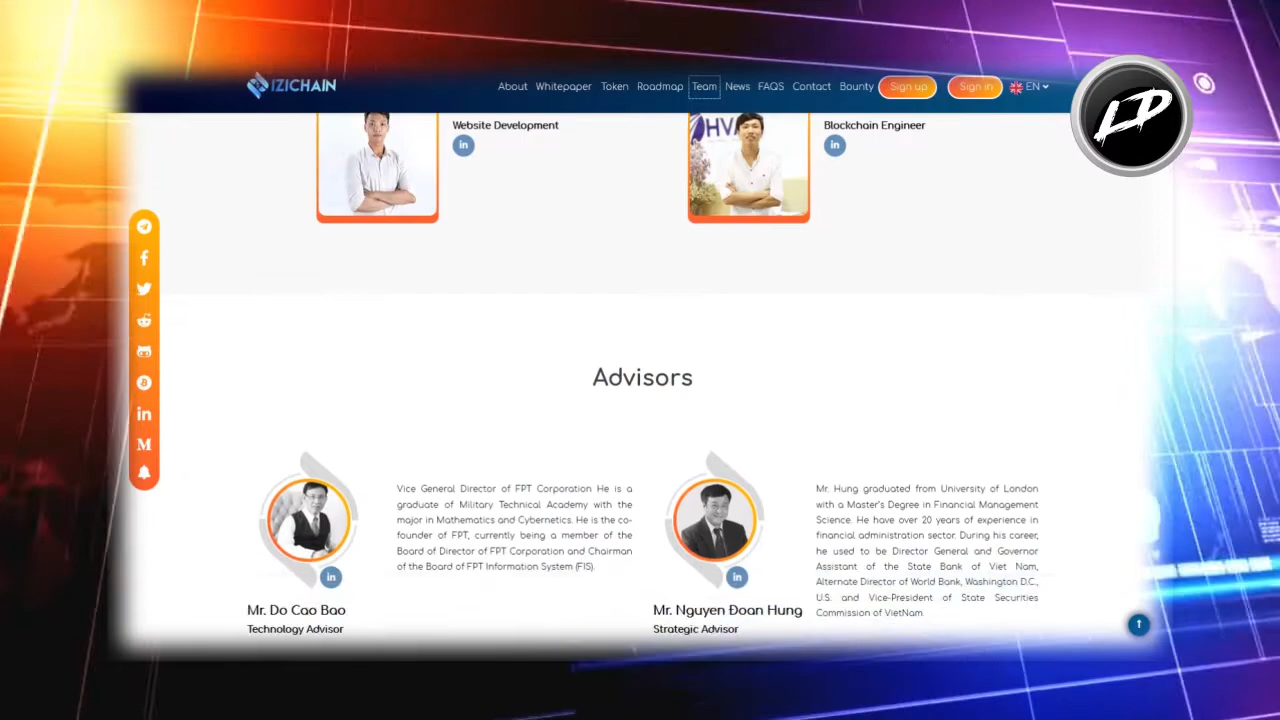 IZICHAIN
About Whitepaper Token Roadmap Team News FAQS Contact Bounty Sign up Sign in EN
LD
Website Development
in
HV
Blockchain Engineer
in
Advisors
Vice General Director of FPT Corporation He is a
graduate of Military Technical Academy with the
major in Mathematics and Cybernetics. He is the co-
founder of FPT, currently being a member of the
Board of Director of FPT Corporation and Chairman
of the Board of FPT Information System (FIS).
in
Mr. Do Cao Bao
Technology Advisor
Mr. Hung graduated from University of London
with a Master's Degree in Financial Management
Science. He have over 20 years of experience in
financial administration sector. During his career,
he used to be Director General and Governor
Assistant of the State Bank of Viet Nam,
Alternate Director of World Bank, Washington D.C.,
U.S. and Vice-President of State Securities
Commission of VietNam.
in
Mr. Nguyen Đoan Hung
Strategic Advisor
in
M